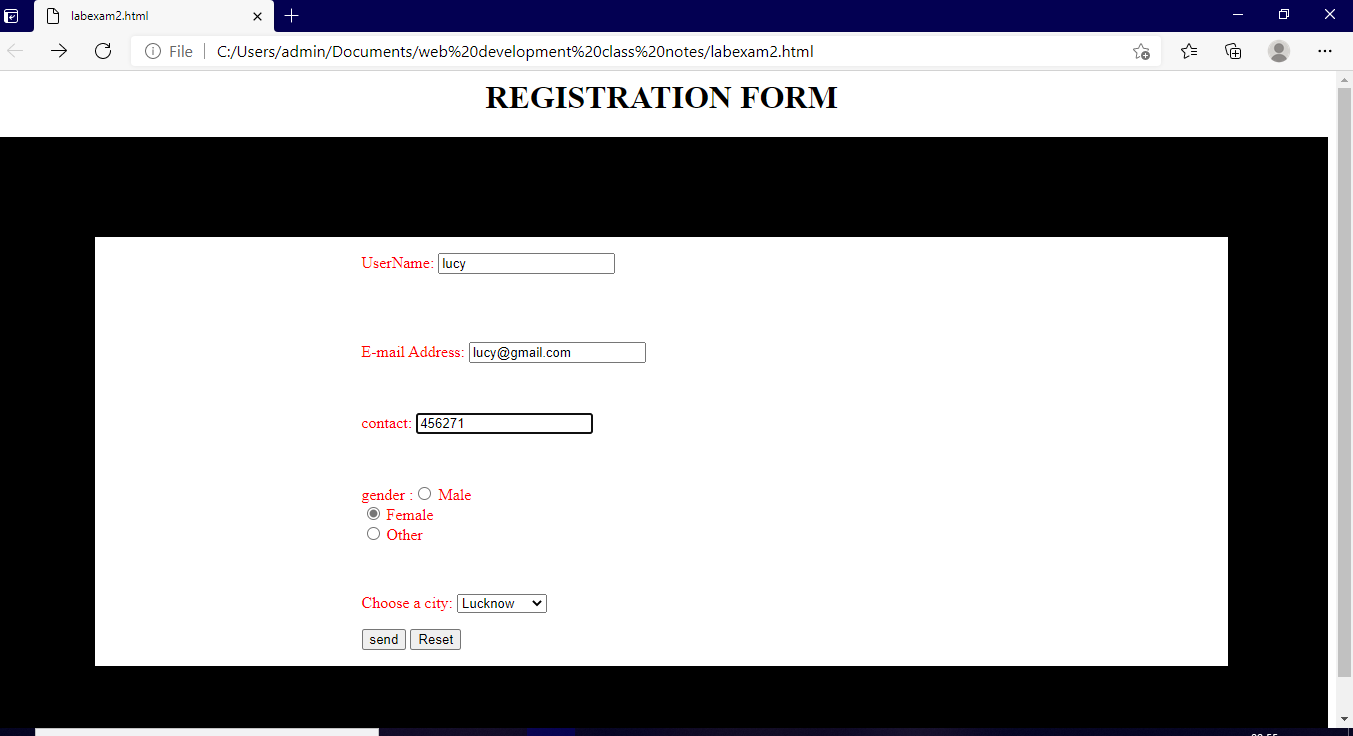 labexam2.html
File C:/Users/admin/Documents/web%20development%20class%20notes/labexam2.html
REGISTRATION FORM
UserName: lucy
E-mail Address: lucy@gmail.com
contact: 456271
gender : Male
Female
Other
Choose a city: Lucknow
send Reset